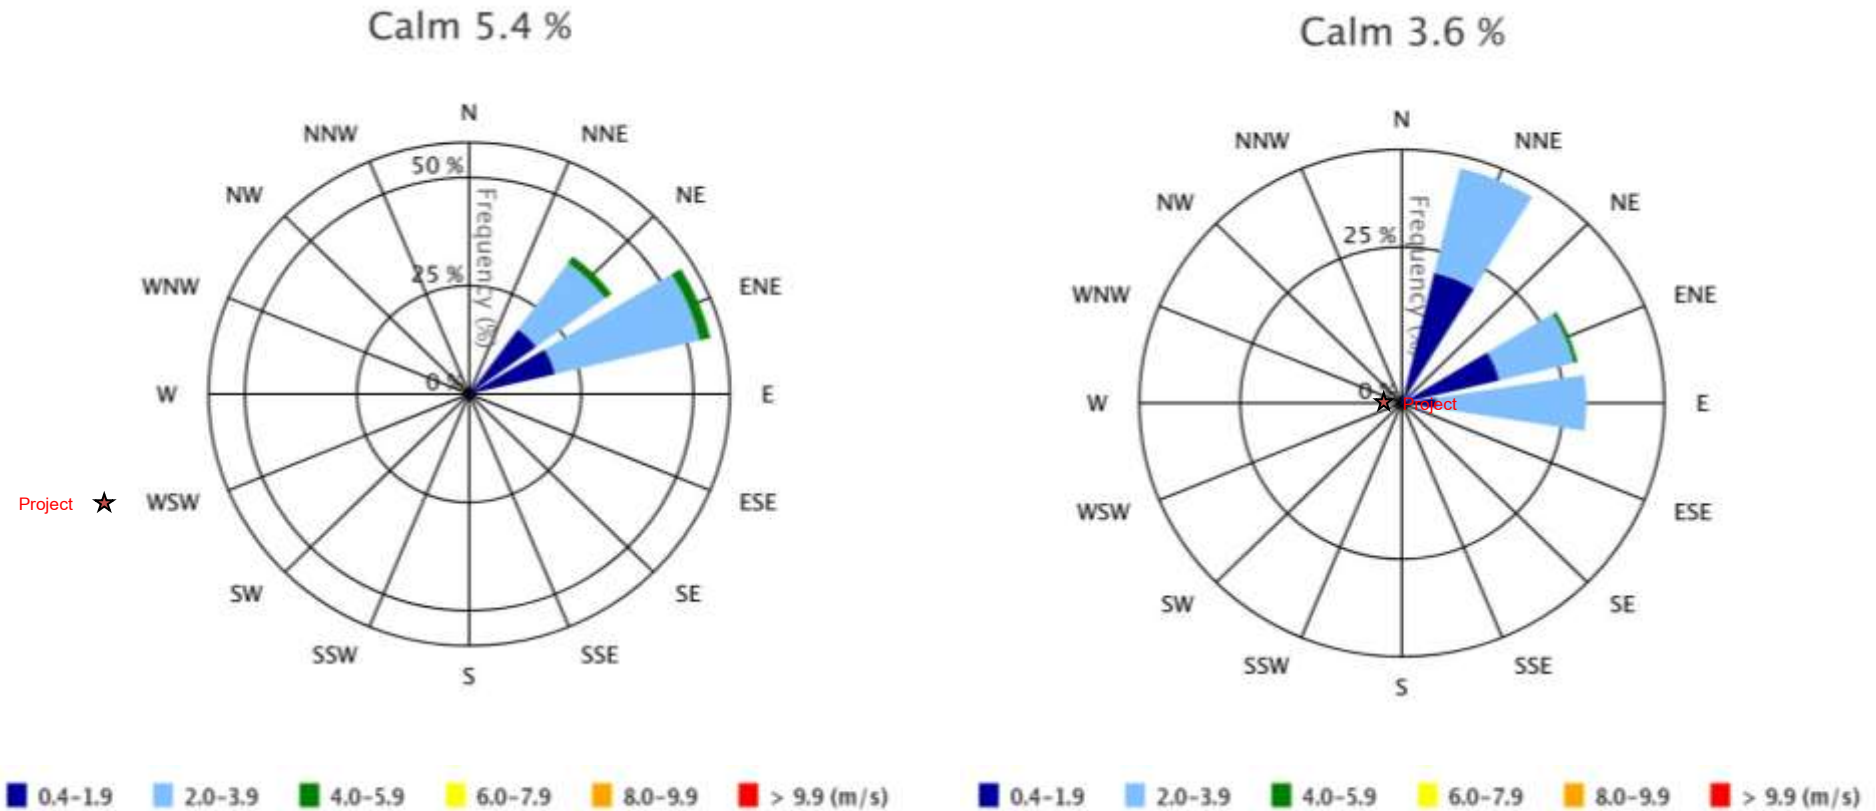 Calm 5.4 %
N
NNW
NNE
50 %
NW
NE
Frequency (%)
25 %
WNW
ENE
0 %
W
E
Project
WSW
ESE
SW
SE
SSW
SSE
S
0.4-1.9 2.0-3.9 4.0-5.9 6.0-7.9 8.0-9.9 > 9.9 (m/s)
Calm 3.6 %
N
NNW
NNE
NW
NE
Frequency (%)
25 %
WNW
ENE
0 %
W
Project
E
WSW
ESE
SW
SE
SSW
SSE
S
0.4-1.9 2.0-3.9 4.0-5.9 6.0-7.9 8.0-9.9 > 9.9 (m/s)